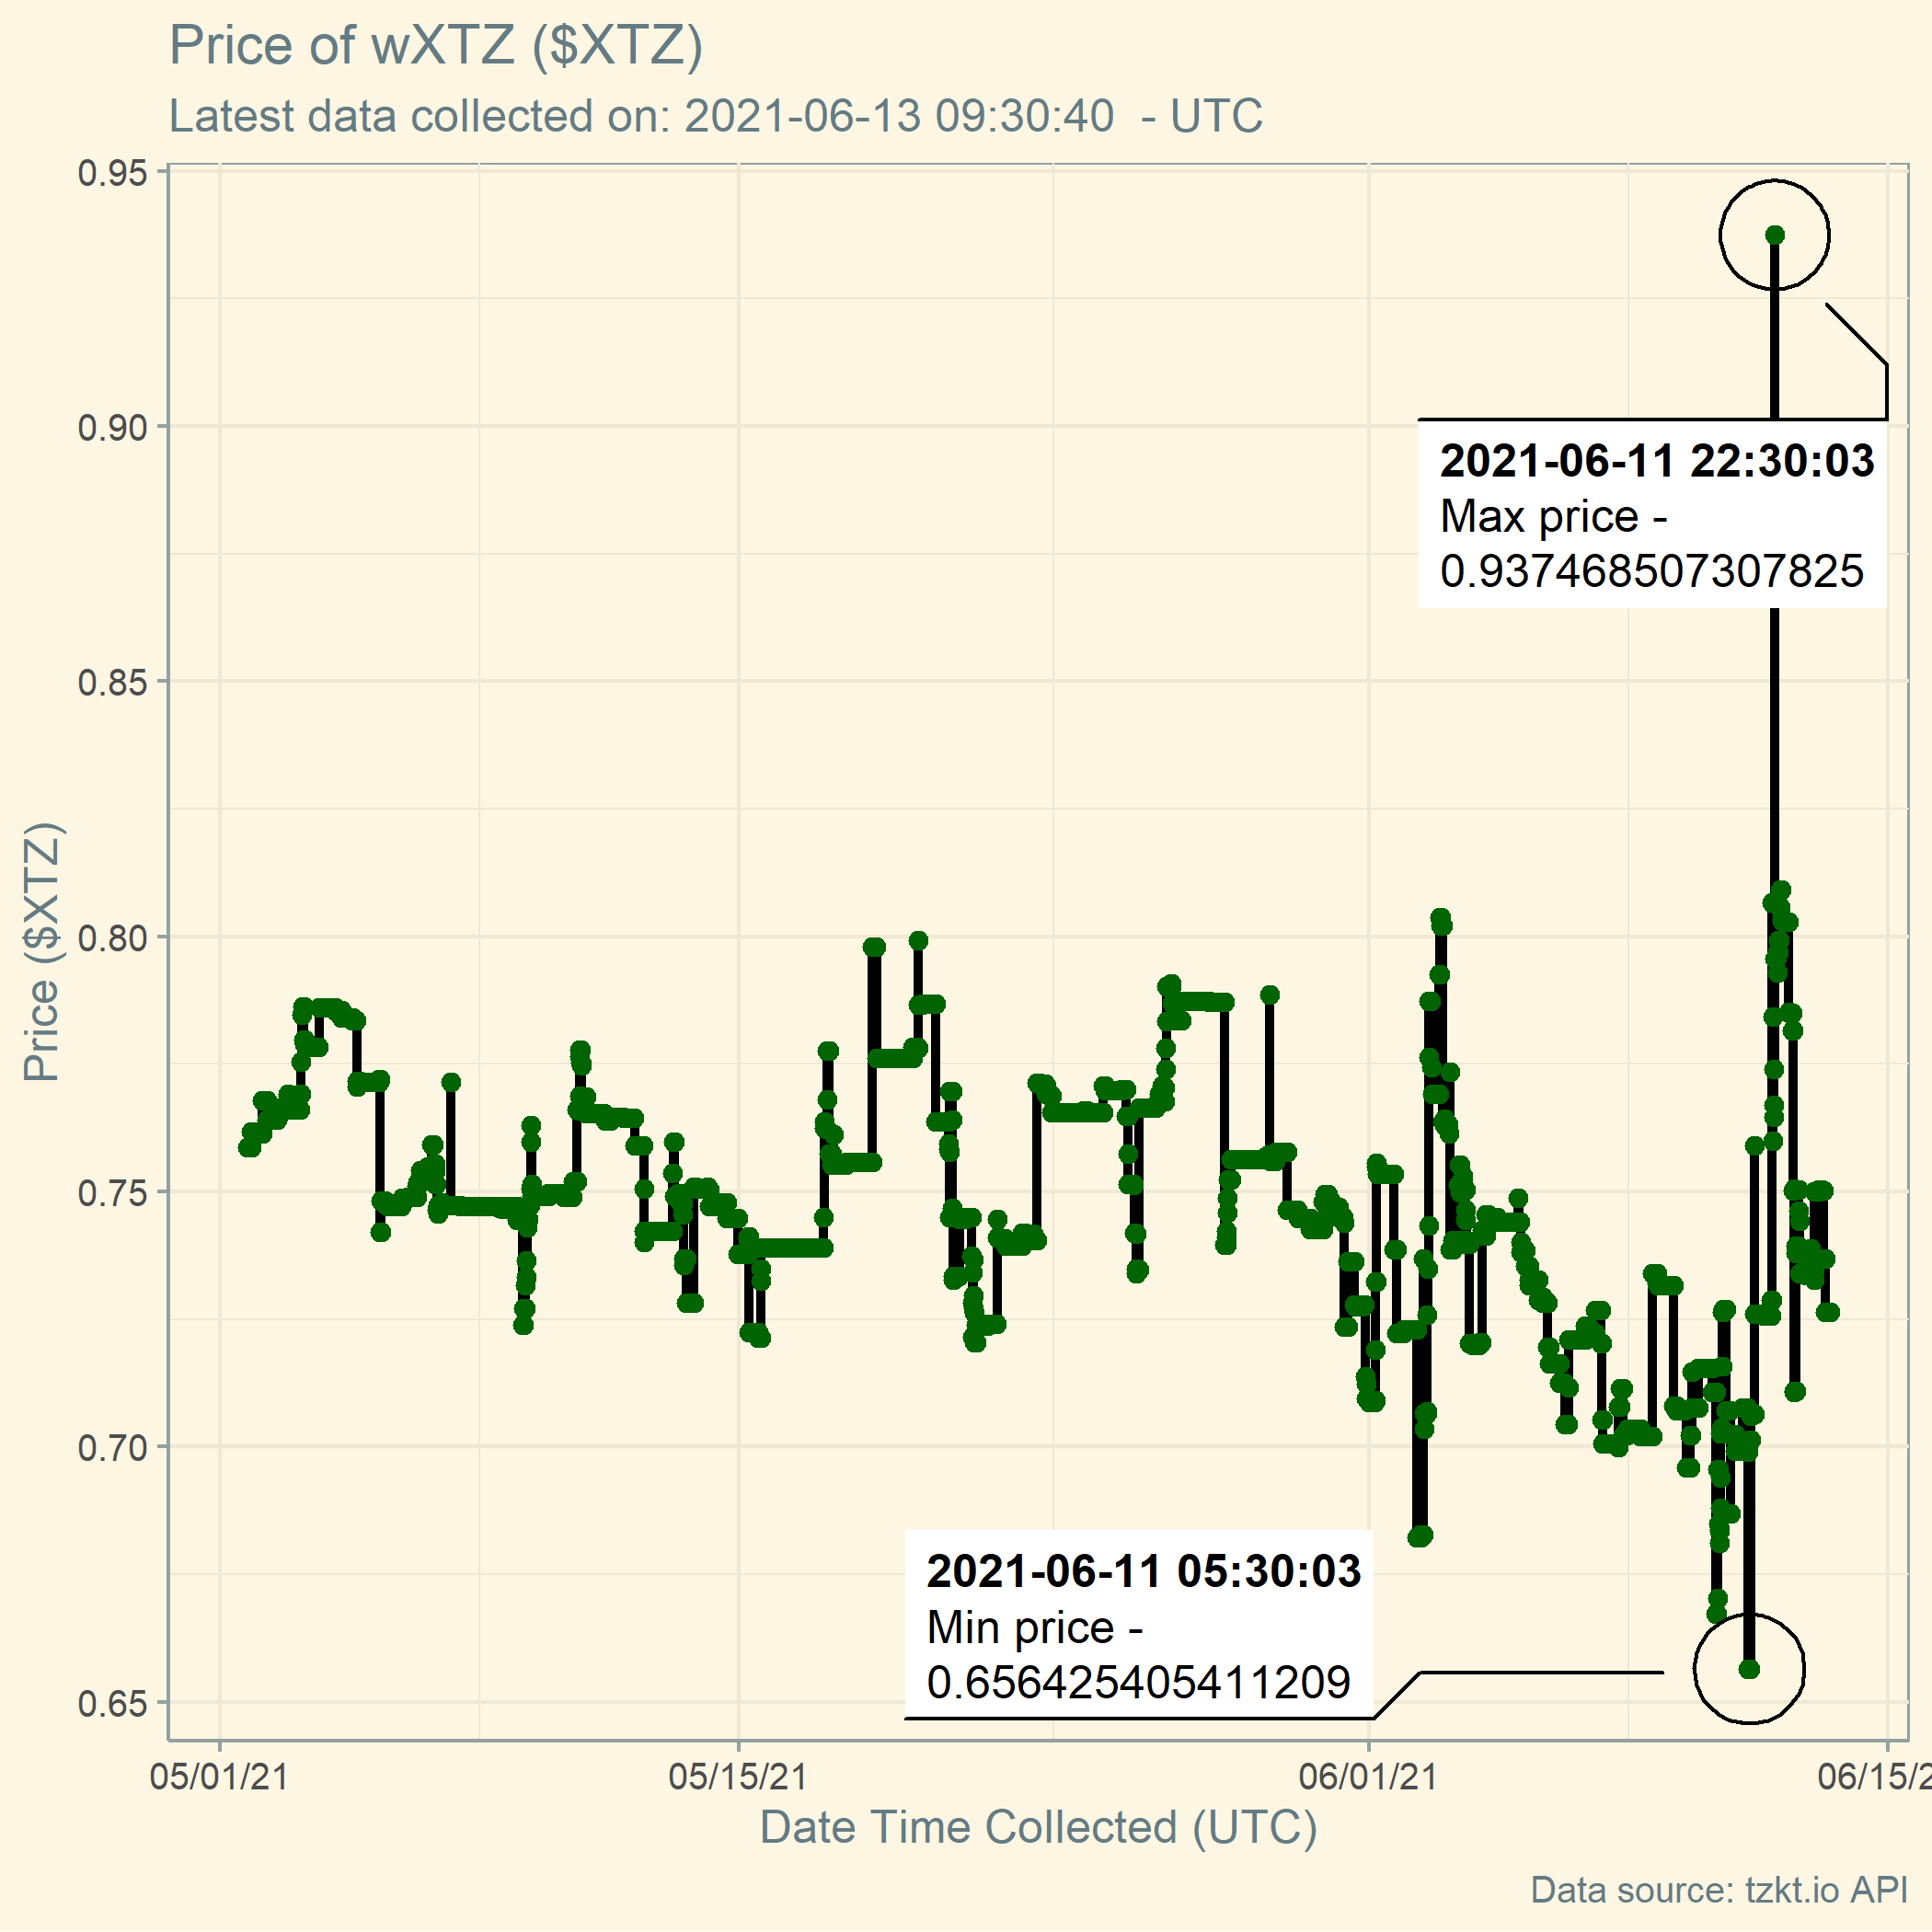 Price of wXTZ ($XTZ)
Latest data collected on: 2021-06-13 09:30:40  - UTC
0.95
0.90
0.85
0.80
0.75
0.70
0.65
Price ($XTZ)
2021-06-11 22:30:03
Max price -
0.937468507307825
2021-06-11 05:30:03
Min price -
0.656425405411209
05/01/21 05/15/21 06/01/21 06/15/2
Date Time Collected (UTC)
Data source: tzkt.io API